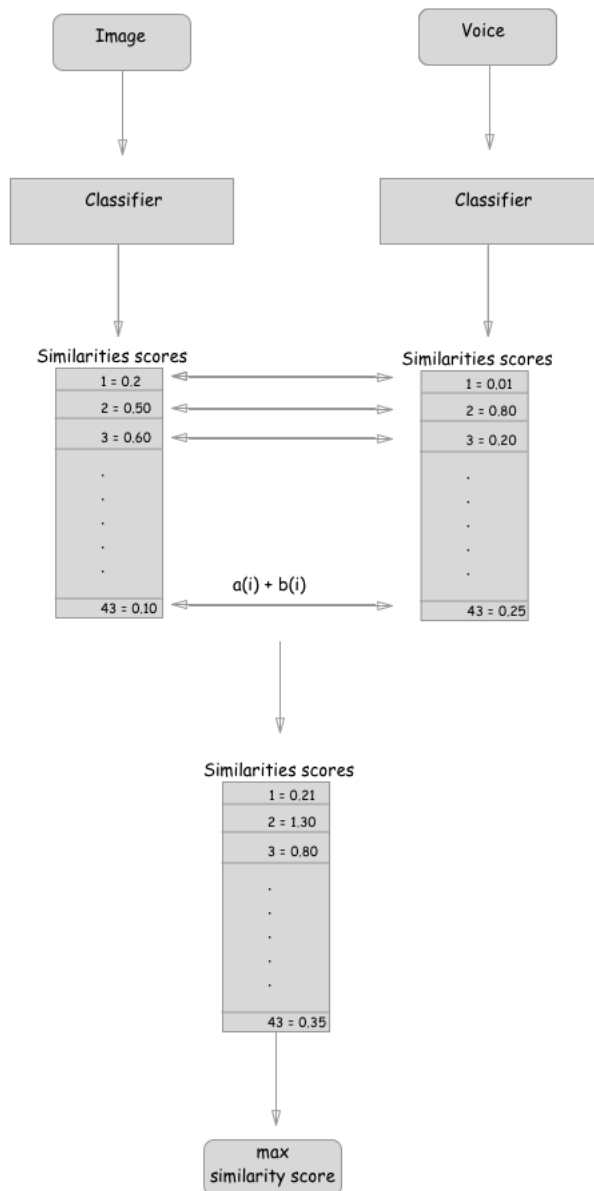 Image
Voice
Classifier
Classifier
Similarities scores
1 = 0.2
2 = 0.50
3 = 0.60
.
.
.
.
.
43 = 0.10
Similarities scores
1 = 0.01
2 = 0.80
3 = 0.20
.
.
.
.
.
43 = 0.25
a(i) + b(i)
Similarities scores
1 = 0.21
2 = 1.30
3 = 0.80
.
.
.
.
.
43 = 0.35
max
similarity score